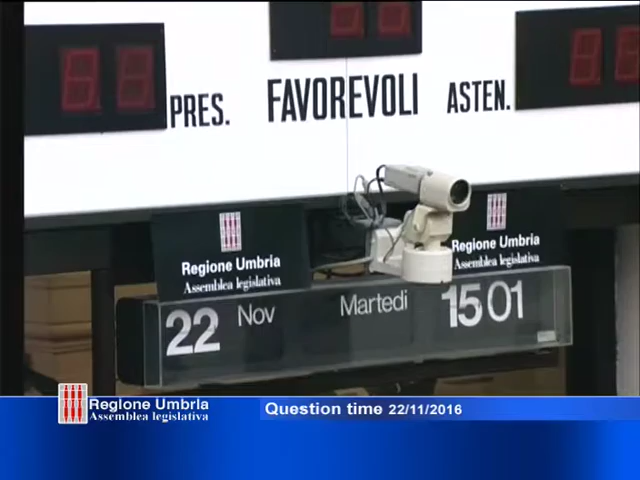 PRES. FAVOREVOLI ASTEN.
Regione Umbria
Assemblea legislativa
Regione Umbria
Assemblea legislativa
22 Nov Martedi 15 01
Regione Umbria
Assemblea legislativa
Question time 22/11/2016